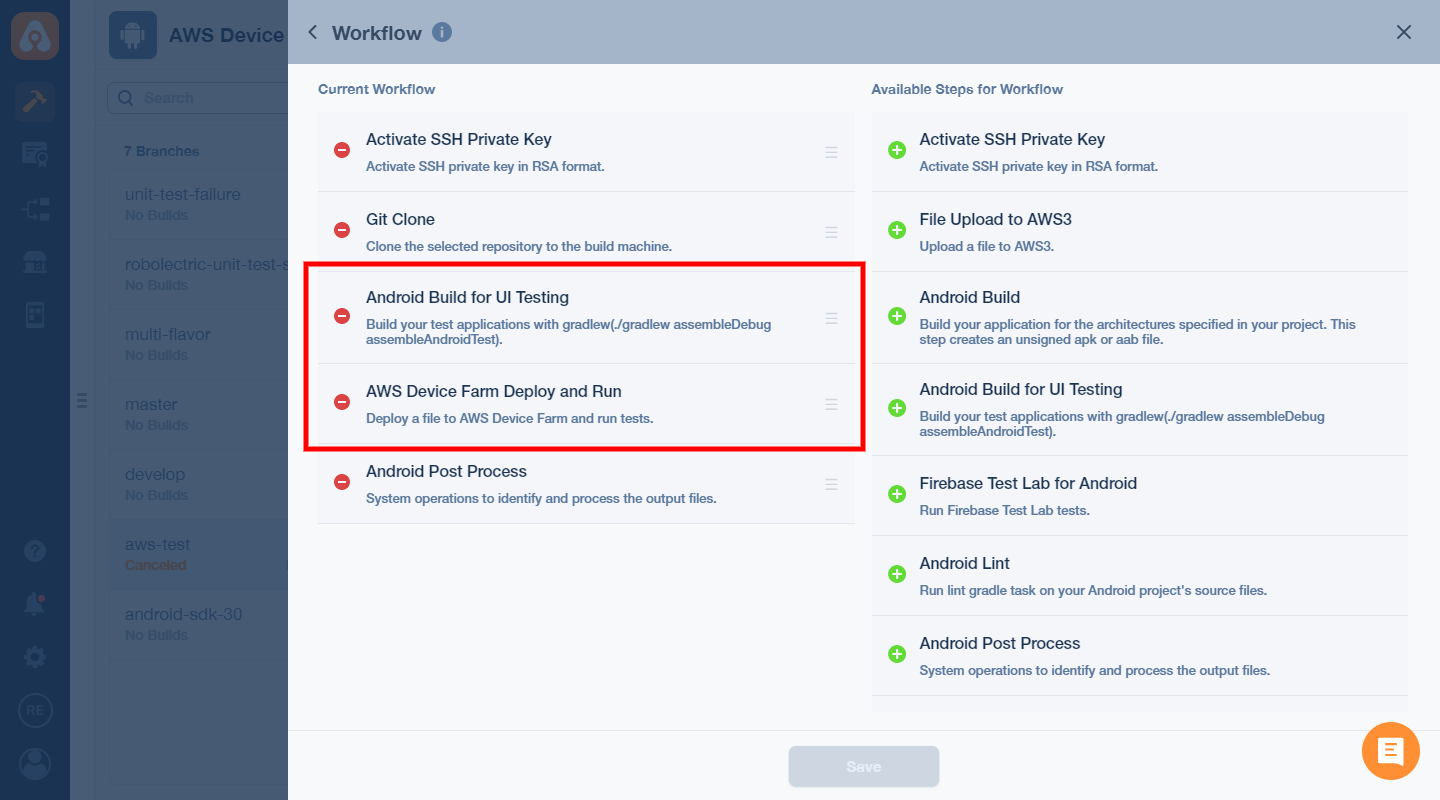 AWS Device
Search
7 Branches
unit-test-failure
No Builds
robolectric-unit-test-s
No Builds
multi-flavor
No Builds
master
No Builds
develop
No Builds
aws-test
Canceled
android-sdk-30
No Builds
?
RE
Workflow i
Current Workflow
Activate SSH Private Key
Activate SSH private key in RSA format.
Git Clone
Clone the selected repository to the build machine.
Android Build for UI Testing
Build your test applications with gradlew(./gradlew assembleDebug
assembleAndroidTest).
AWS Device Farm Deploy and Run
Deploy a file to AWS Device Farm and run tests.
Android Post Process
System operations to identify and process the output files.
Available Steps for Workflow
Activate SSH Private Key
Activate SSH private key in RSA format.
File Upload to AWS3
Upload a file to AWS3.
Android Build
Build your application for the architectures specified in your project. This
step creates an unsigned apk or aab file.
Android Build for UI Testing
Build your test applications with gradlew(./gradlew assembleDebug
assembleAndroidTest).
Firebase Test Lab for Android
Run Firebase Test Lab tests.
Android Lint
Run lint gradle task on your Android project's source files.
Android Post Process
System operations to identify and process the output files.
Save